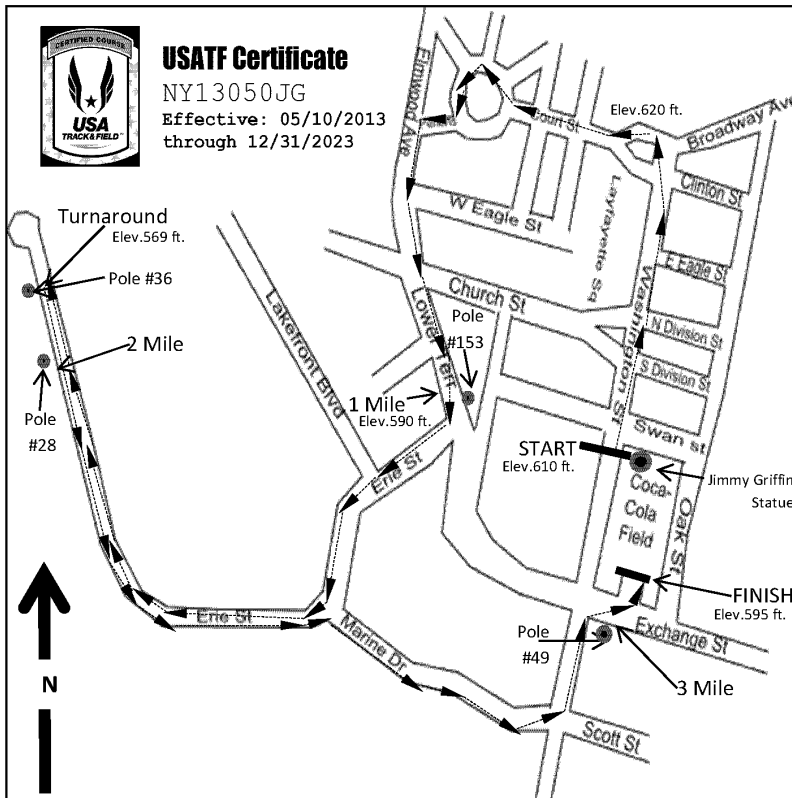 CERTIFIED COURSE
USA
TRACK&FIELD
USATF Certificate
NY13050JG
Effective: 05/10/2013
through 12/31/2023
Elmwood Ave
Court St
Elev.620 ft.
Broadway Ave
Clinton St
W Eagle St
Layfayette Sq
E Eagle St
Washington St
N Division St
S Division St
Swan st
Church St
Lower Terr
Pole
#153
Turnaround
Elev.569 ft.
Pole #36
2 Mile
Pole
#28
Lakefront Blvd
1 Mile
Elev.590 ft.
START
Elev.610 ft.
Jimmy Griffin
Statue
Coca-
Cola
Field
Oak St
Erie St
FINISH
Elev.595 ft.
Exchange St
Pole
#49
3 Mile
Erie St
Marine Dr
Scott St
N